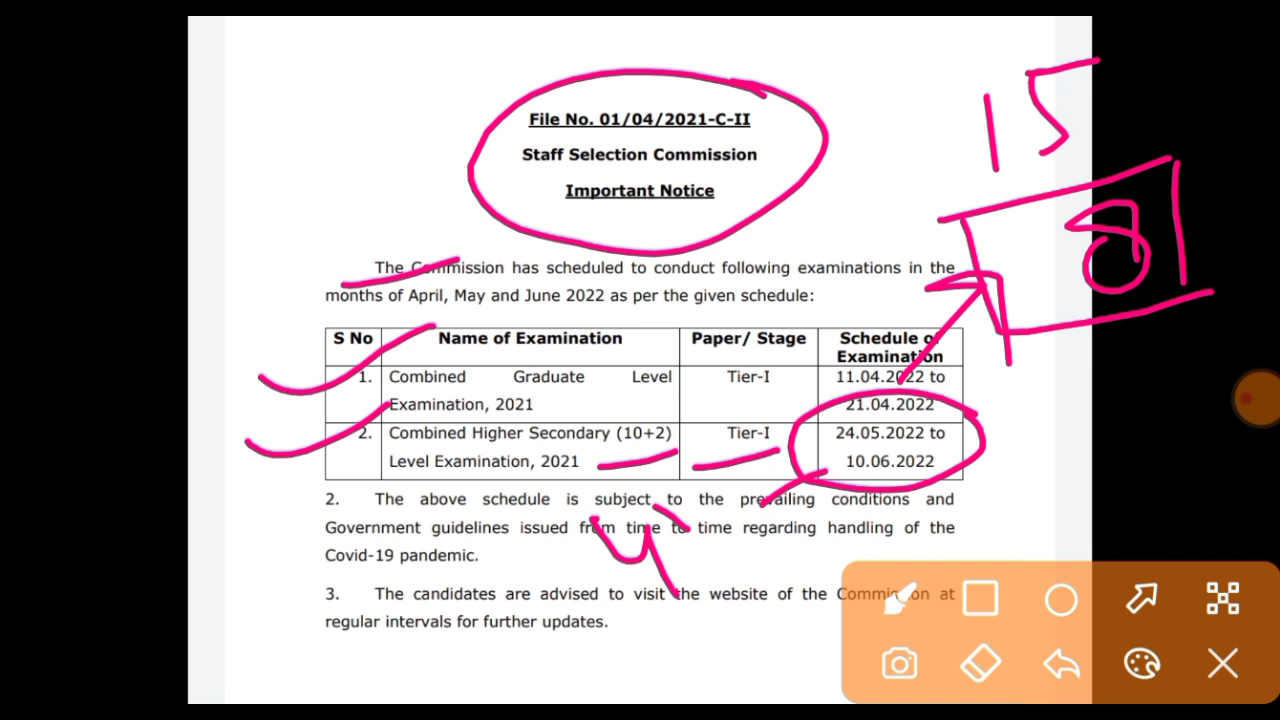 File No. 01/04/2021-C-II
Staff Selection Commission
Important Notice
15
The Commission has scheduled to conduct following examinations in the
months of April, May and June 2022 as per the given schedule:
S No Name of Examination Paper/ Stage Schedule of Examination
1. Combined Graduate Level Tier-I 11.04.2022 to
Examination, 2021 21.04.2022
2. Combined Higher Secondary (10+2) Tier-I 24.05.2022 to
Level Examination, 2021 10.06.2022
2. The above schedule is subject to the prevailing conditions and
Government guidelines issued from time to time regarding handling of the
Covid-19 pandemic.
3. The candidates are advised to visit the website of the Commission at
regular intervals for further updates.